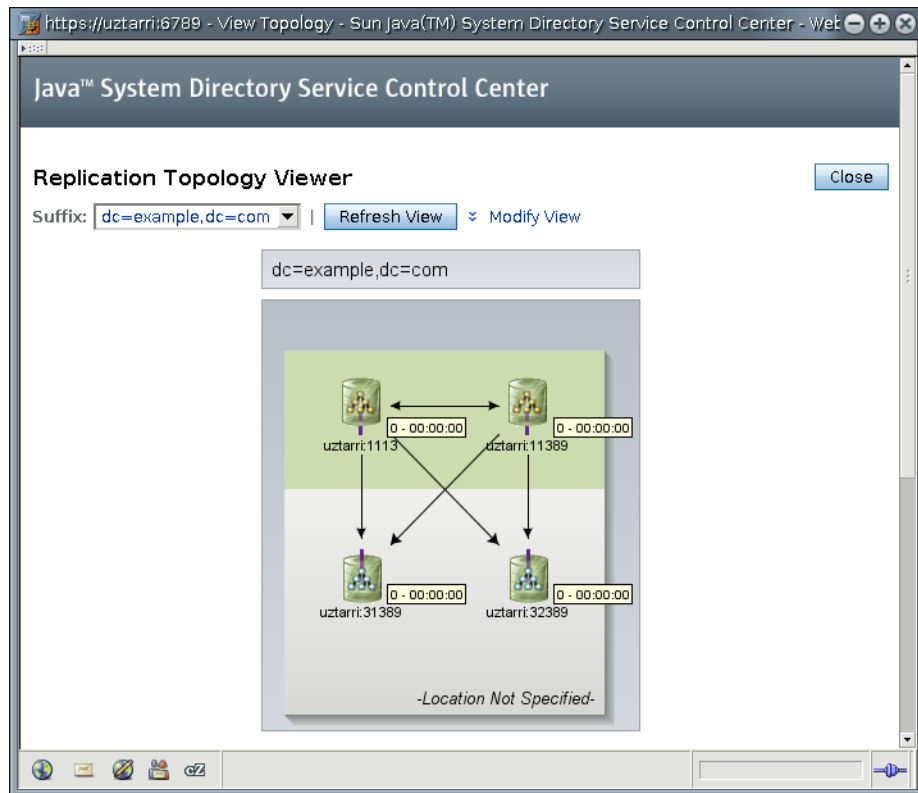 https://uztarri:6789 - View Topology - Sun Java(TM) System Directory Service Control Center - Web
Java™ System Directory Service Control Center
Replication Topology Viewer
Close
Suffix: dc=example,dc=com | Refresh View Modify View
dc=example,dc=com
0 - 00:00:00 0 - 00:00:00
uztarri:1113 uztarri:11389
0 - 00:00:00 0 - 00:00:00
uztarri:31389 uztarri:32389
-Location Not Specified-